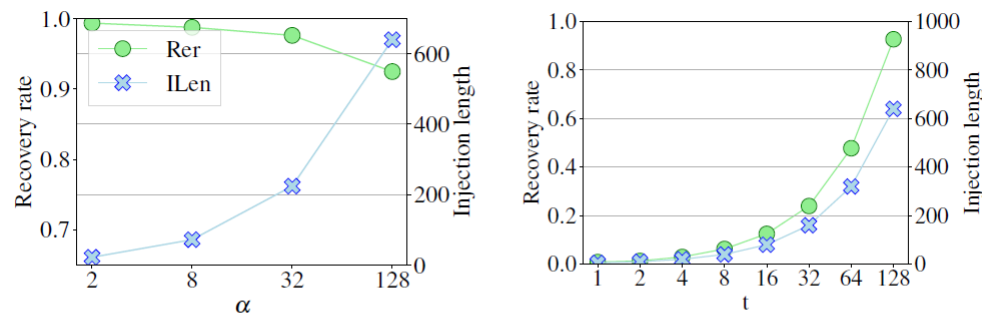 Recovery rate
1.0
0.9
0.8
0.7
Rer
ILen
600
400
200
0
Injection length
2 8 32 128
α
Recovery rate
1.0
0.8
0.6
0.4
0.2
0.0
1000
800
600
400
200
0
Injection length
1 2 4 8 16 32 64 128
t